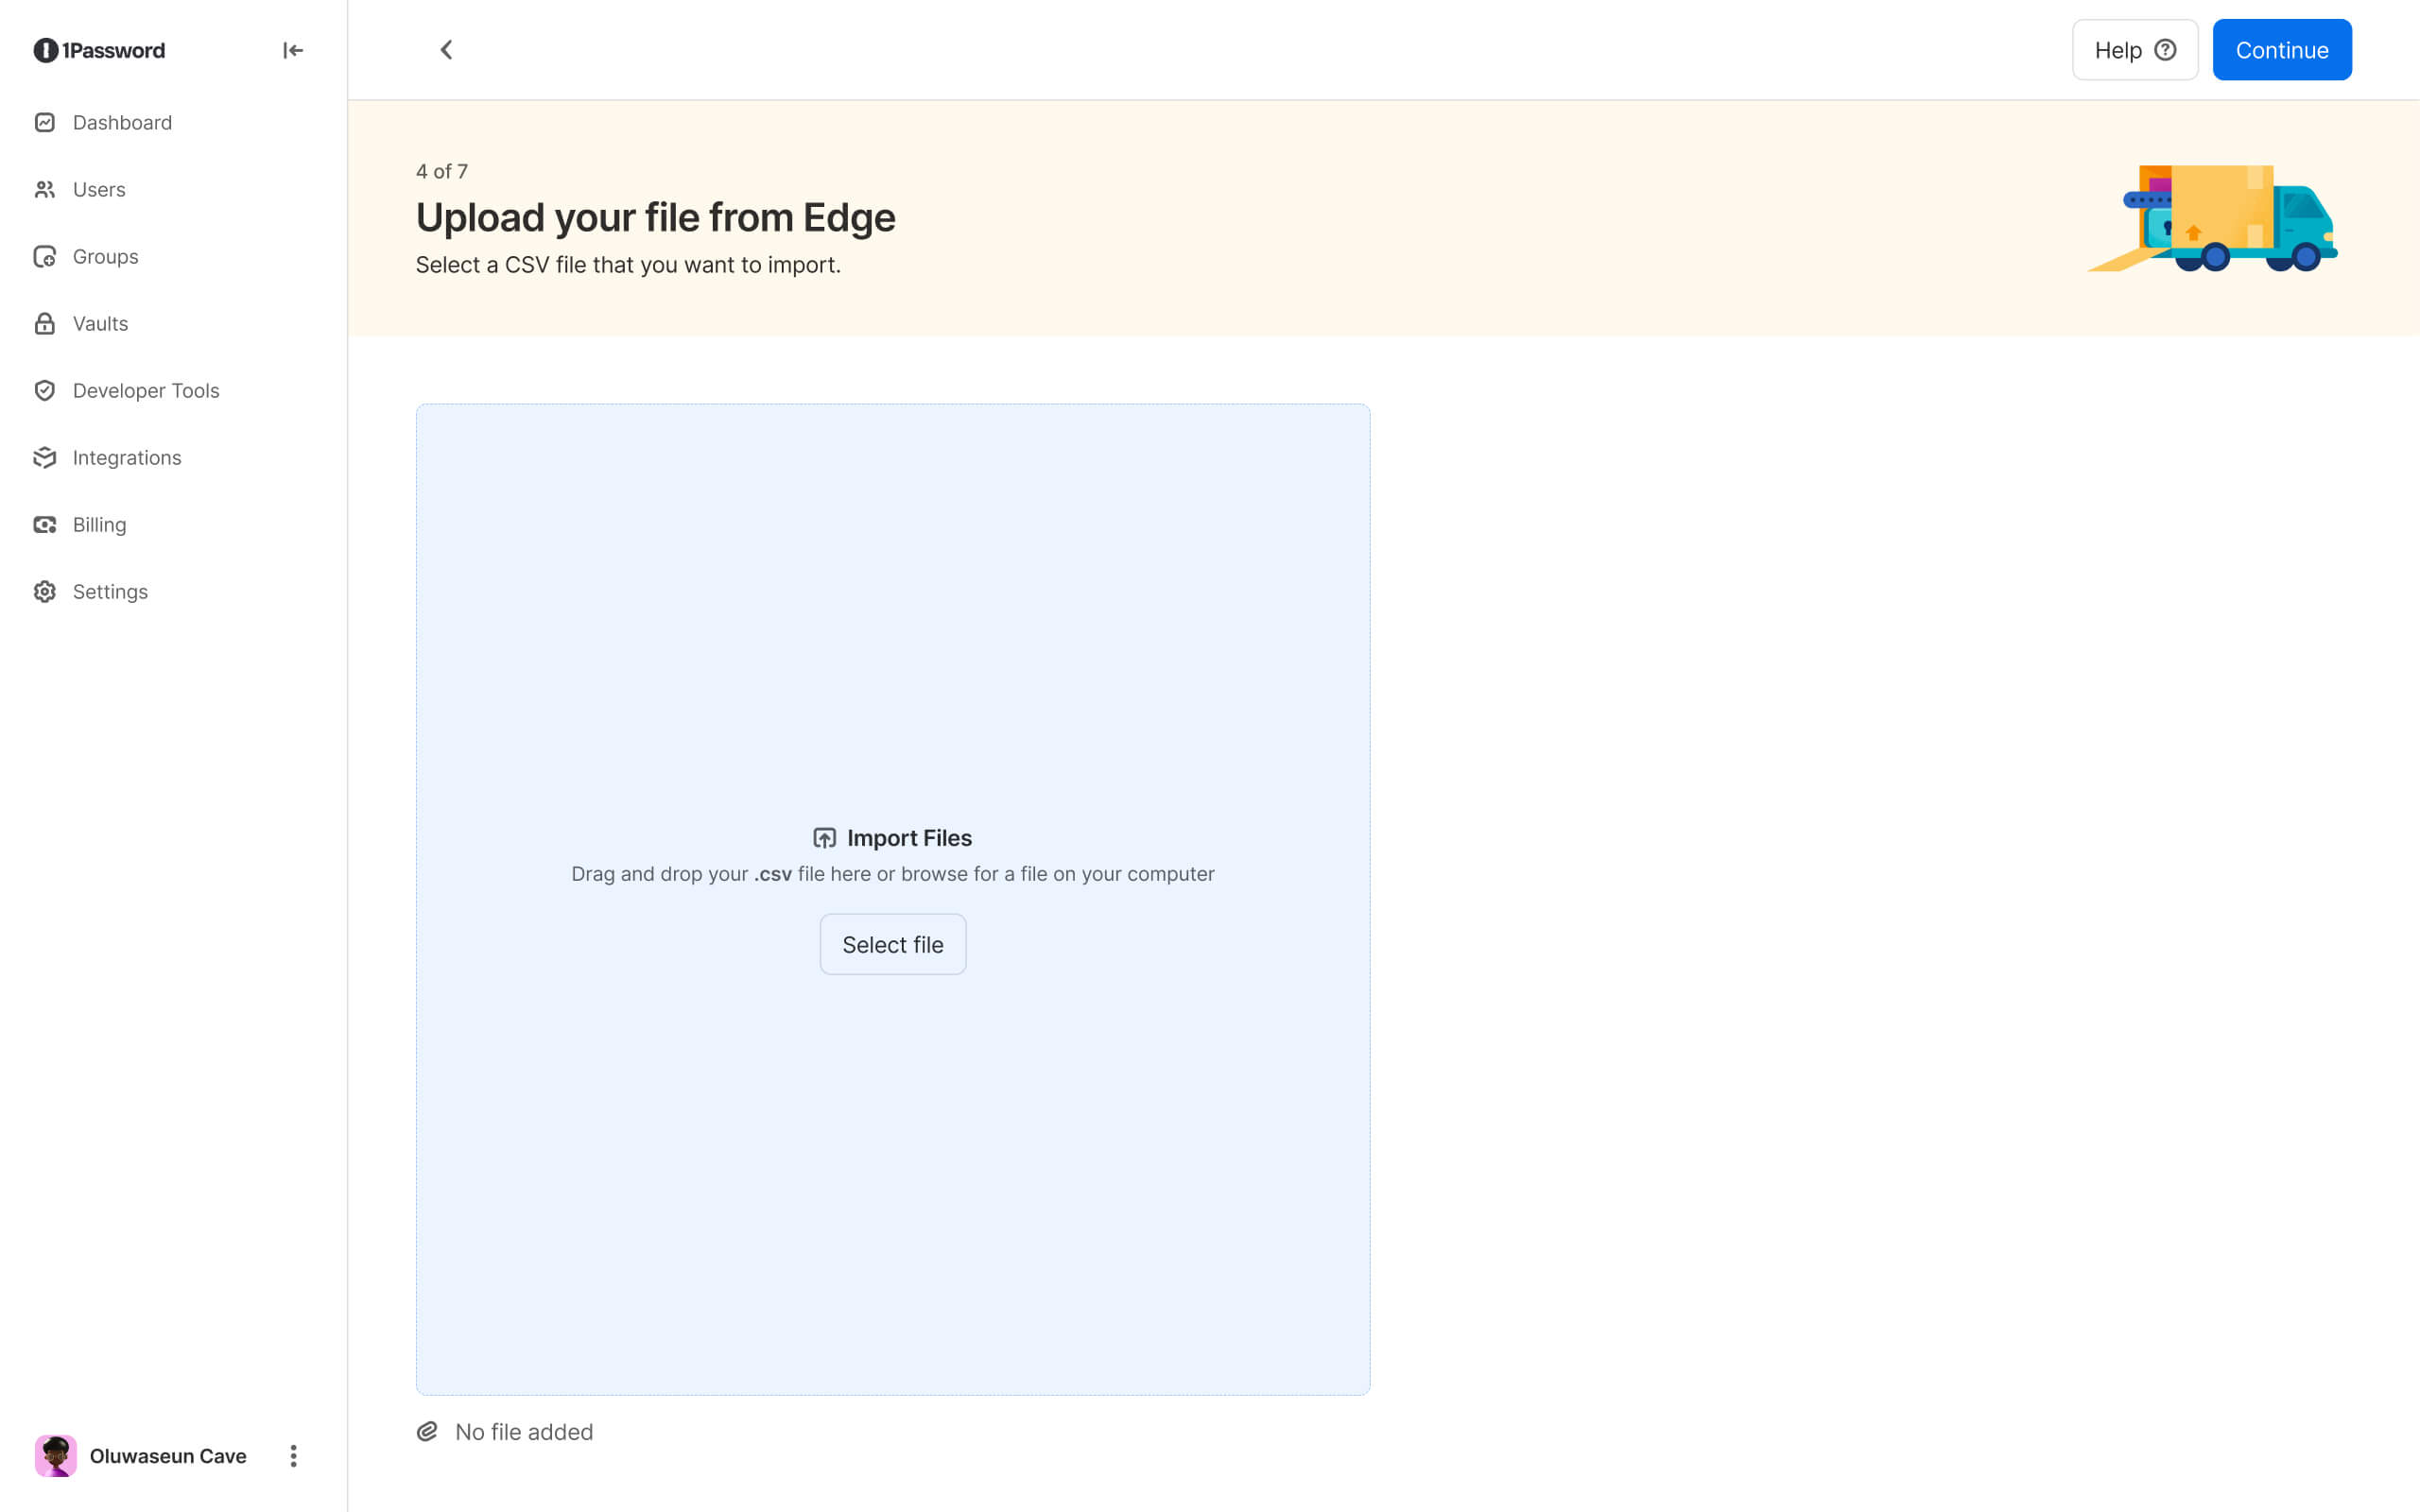 1Password
Dashboard
Users
Groups
Vaults
Developer Tools
Integrations
Billing
Settings
Oluwaseun Cave
Help
Continue
4 of 7
Upload your file from Edge
Select a CSV file that you want to import.
Import Files
Drag and drop your .csv file here or browse for a file on your computer
Select file
No file added